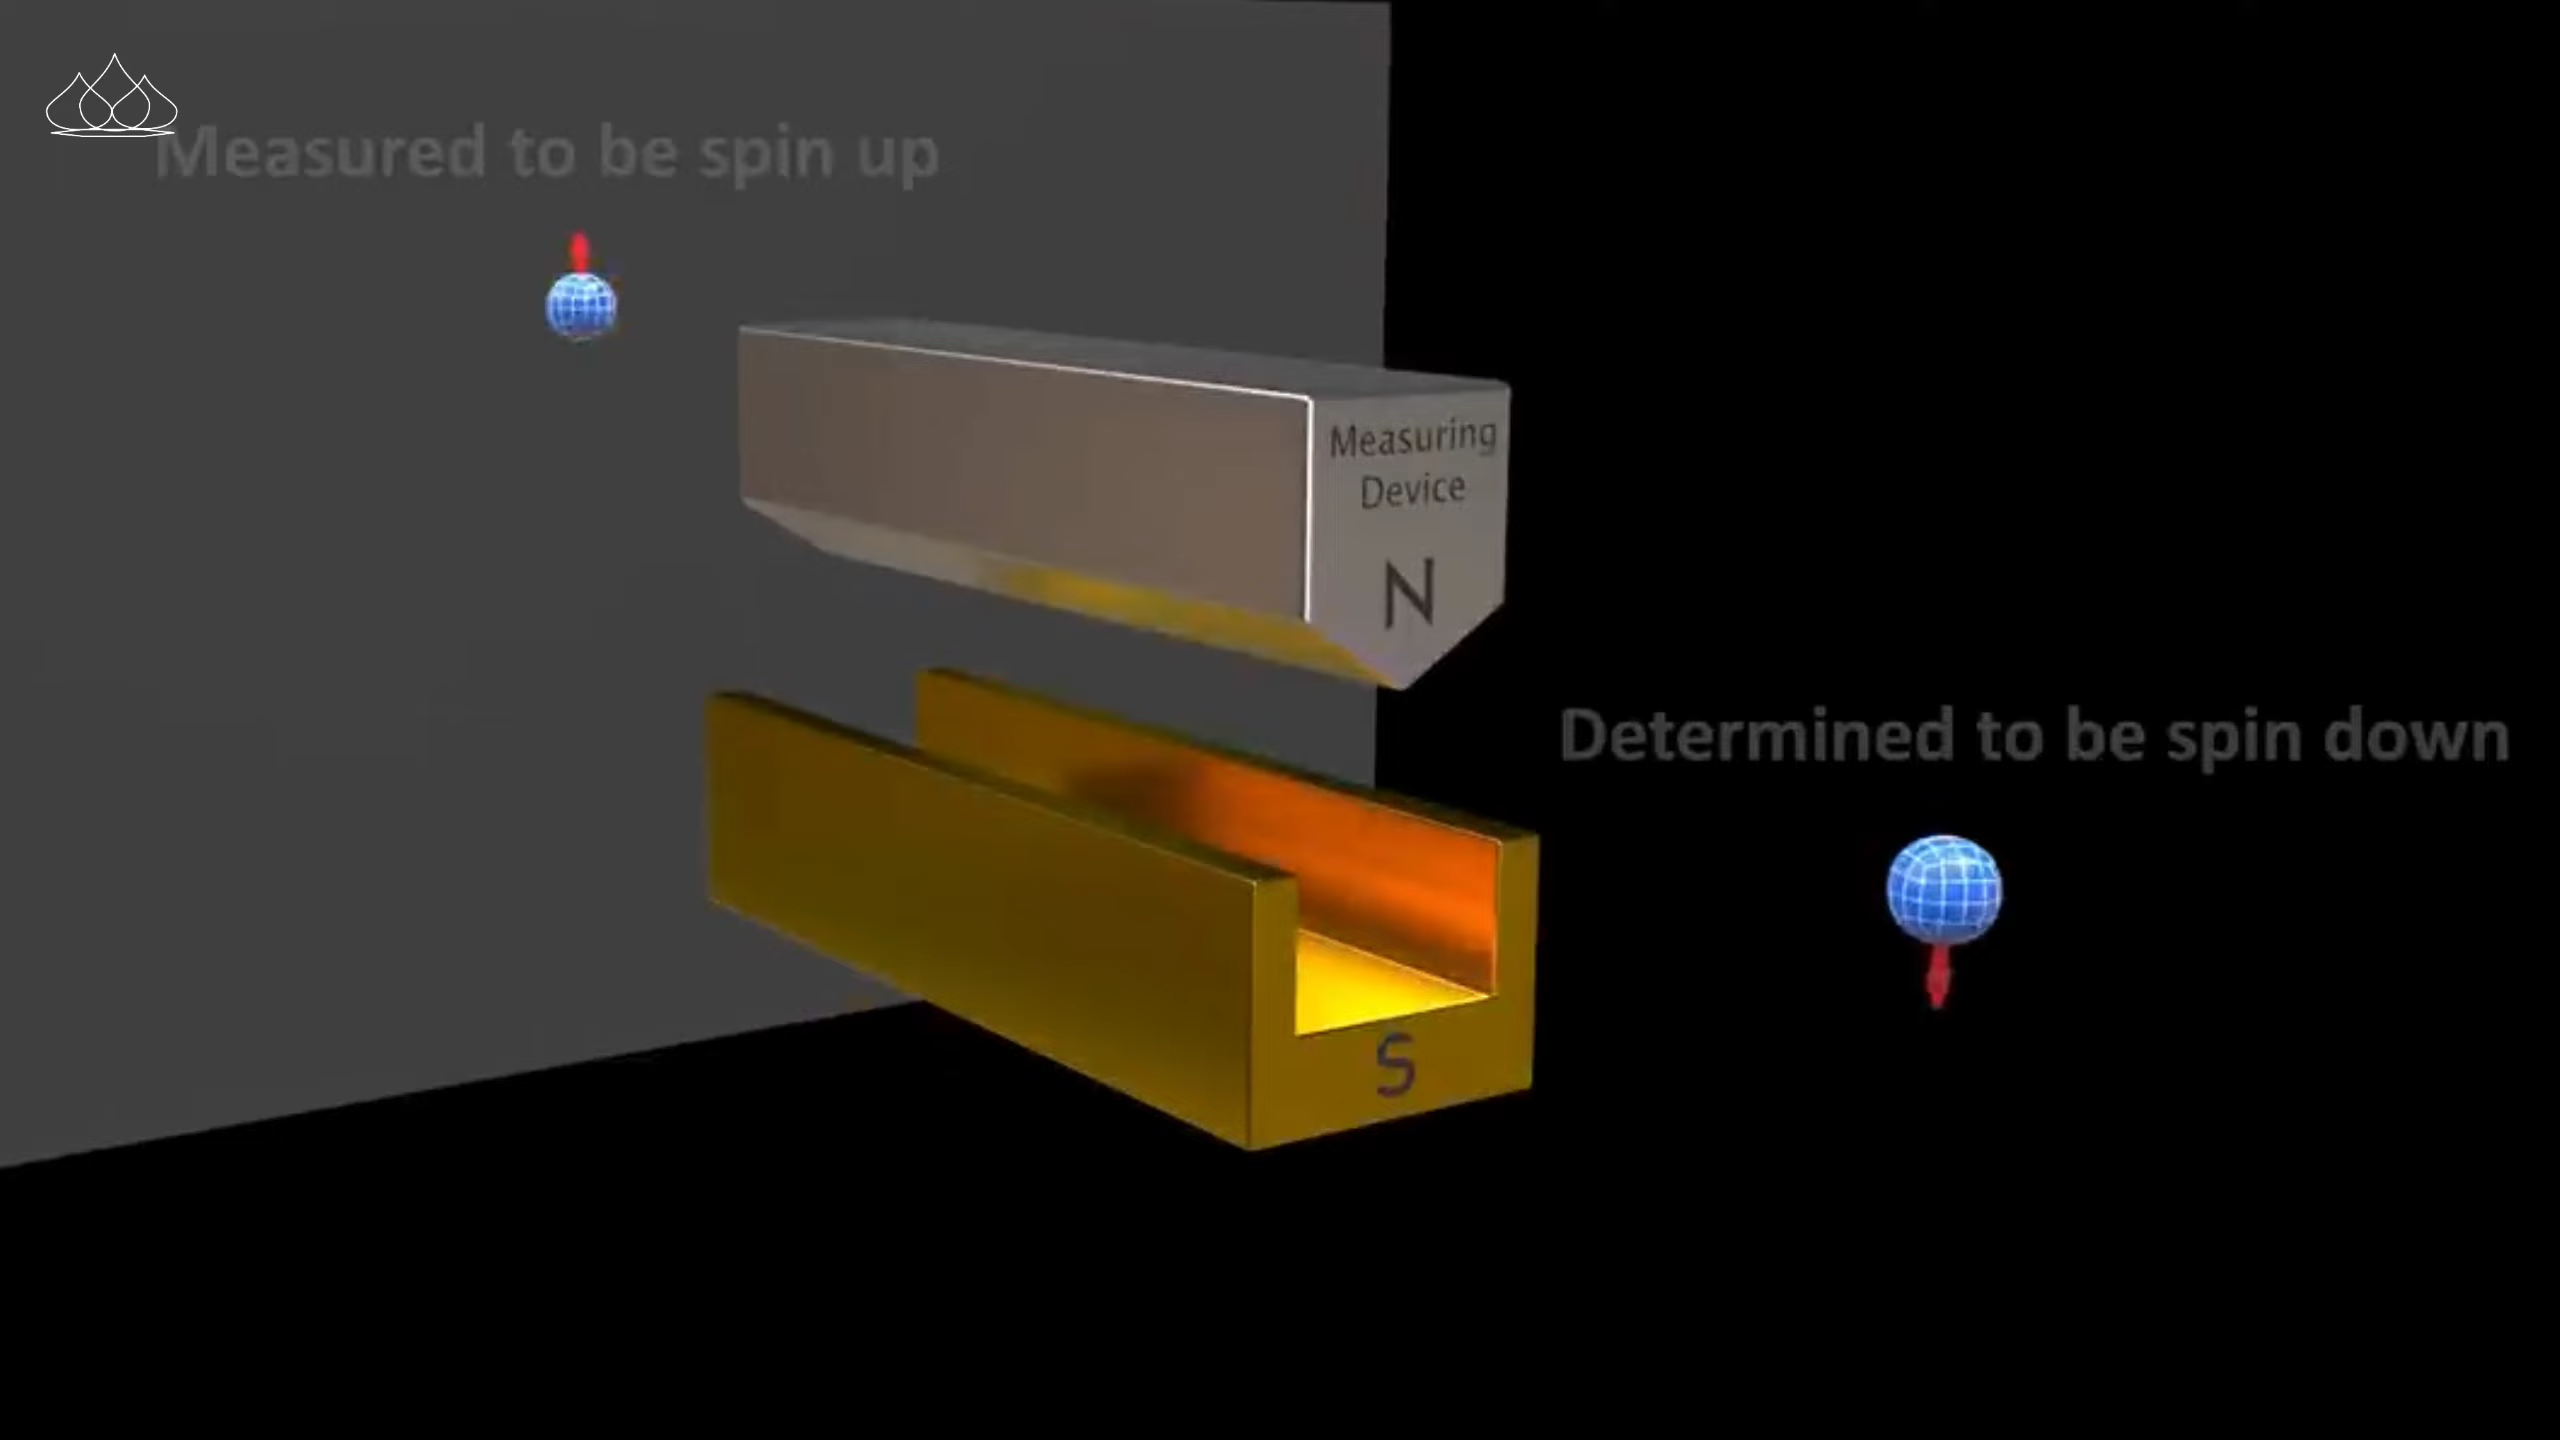 Measured to be spin up
Measuring
Device
N
Determined to be spin down
S